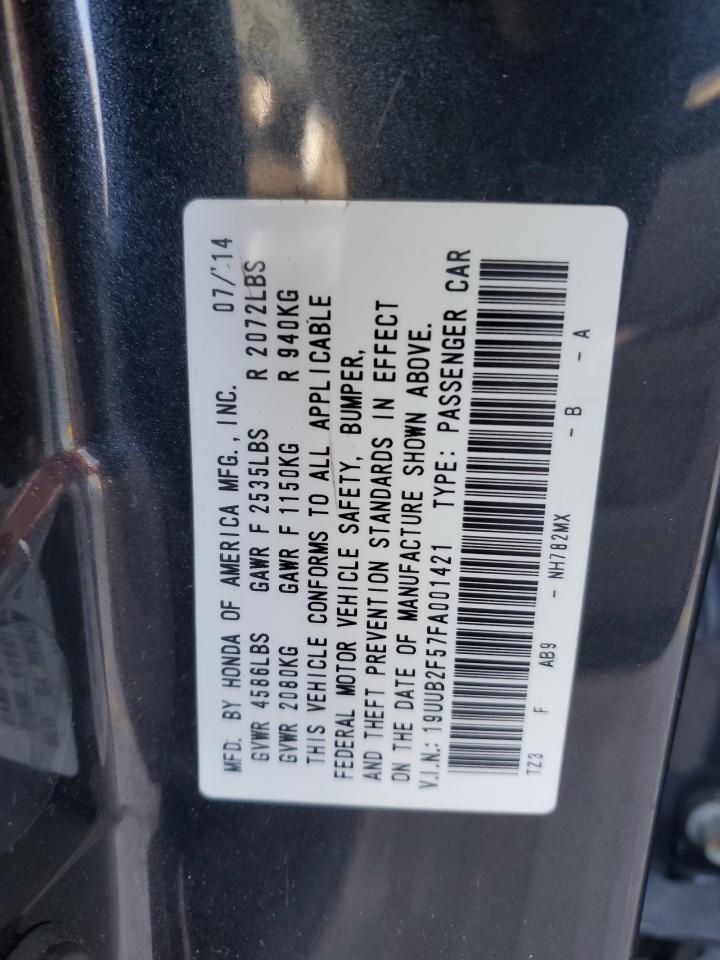 MFD. BY HONDA OF AMERICA MFG., INC. 07/'14
GVWR 4586LBS GAWR F 2535LBS R 2072LBS
GVWR 2080KG GAWR F 1150KG R 940KG
THIS VEHICLE CONFORMS TO ALL APPLICABLE
FEDERAL MOTOR VEHICLE SAFETY, BUMPER,
AND THEFT PREVENTION STANDARDS IN EFFECT
ON THE DATE OF MANUFACTURE SHOWN ABOVE.
V.I.N.: 19UUB2F57FA001421 TYPE: PASSENGER CAR
TZ3 F AB9 - NH782MX - B - A